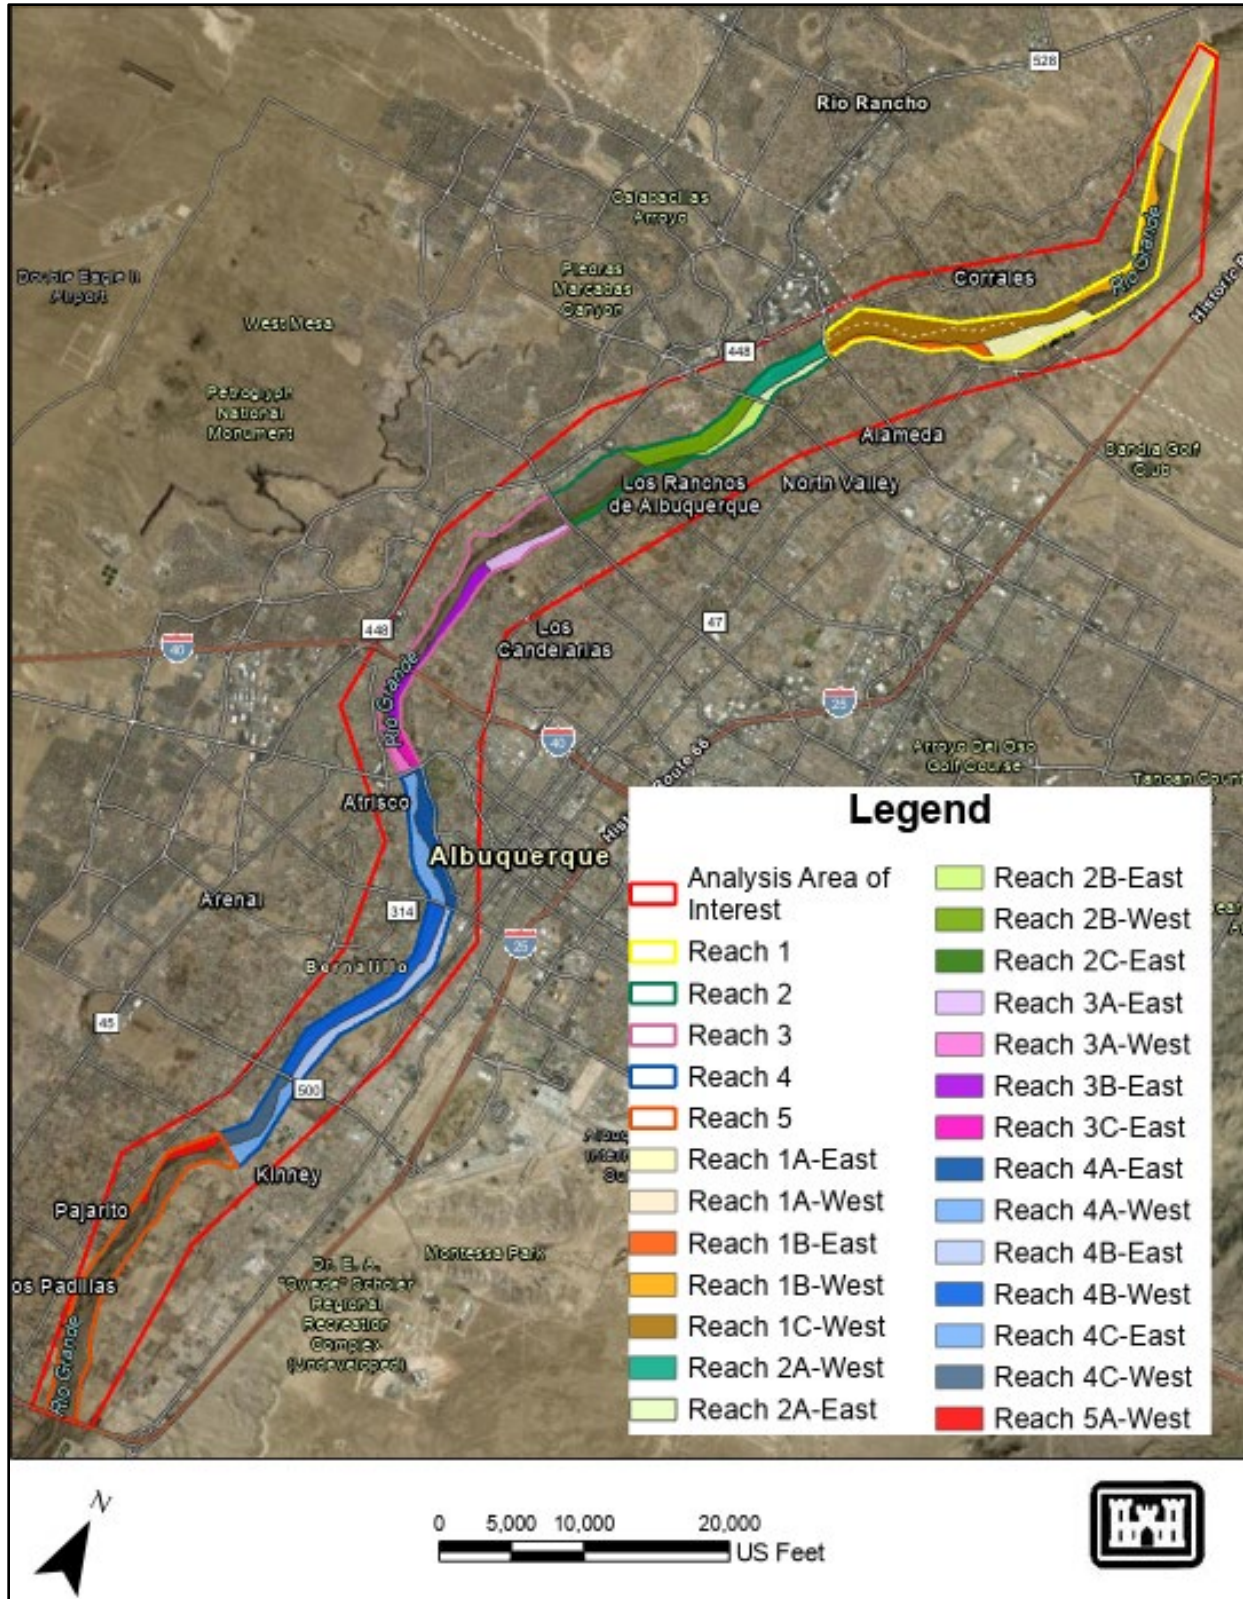 528
Rio Rancho
Calabacillas
Arroyo
Rio Grande
Double Eagle II
Airport
Piedras
Marcadas
Canyon
Corrales
West Mesa
448
Petroglyph
National
Monument
Alameda
Sandia Golf
Club
Los Ranchos
de Albuquerque
North Valley
448
40
Los
Candelarias
47
Rio Grande
25
40
Route 66
Arroyo Del Oso
Golf Course
Atrisco
Albuquerque
Arenal
314
25
Bernalillo
45
500
Kinney
Pajarito
Montessa Park
os Padillas
Dr. E. A.
"Swede" Scholer
Regional
Recreation
Complex
(Undeveloped)
Rio Grande
Legend
Analysis Area of
Interest
Reach 1
Reach 2
Reach 3
Reach 4
Reach 5
Reach 1A-East
Reach 1A-West
Reach 1B-East
Reach 1B-West
Reach 1C-West
Reach 2A-West
Reach 2A-East
Reach 2B-East
Reach 2B-West
Reach 2C-East
Reach 3A-East
Reach 3A-West
Reach 3B-East
Reach 3C-East
Reach 4A-East
Reach 4A-West
Reach 4B-East
Reach 4B-West
Reach 4C-East
Reach 4C-West
Reach 5A-West
N
0 5,000 10,000 20,000
US Feet